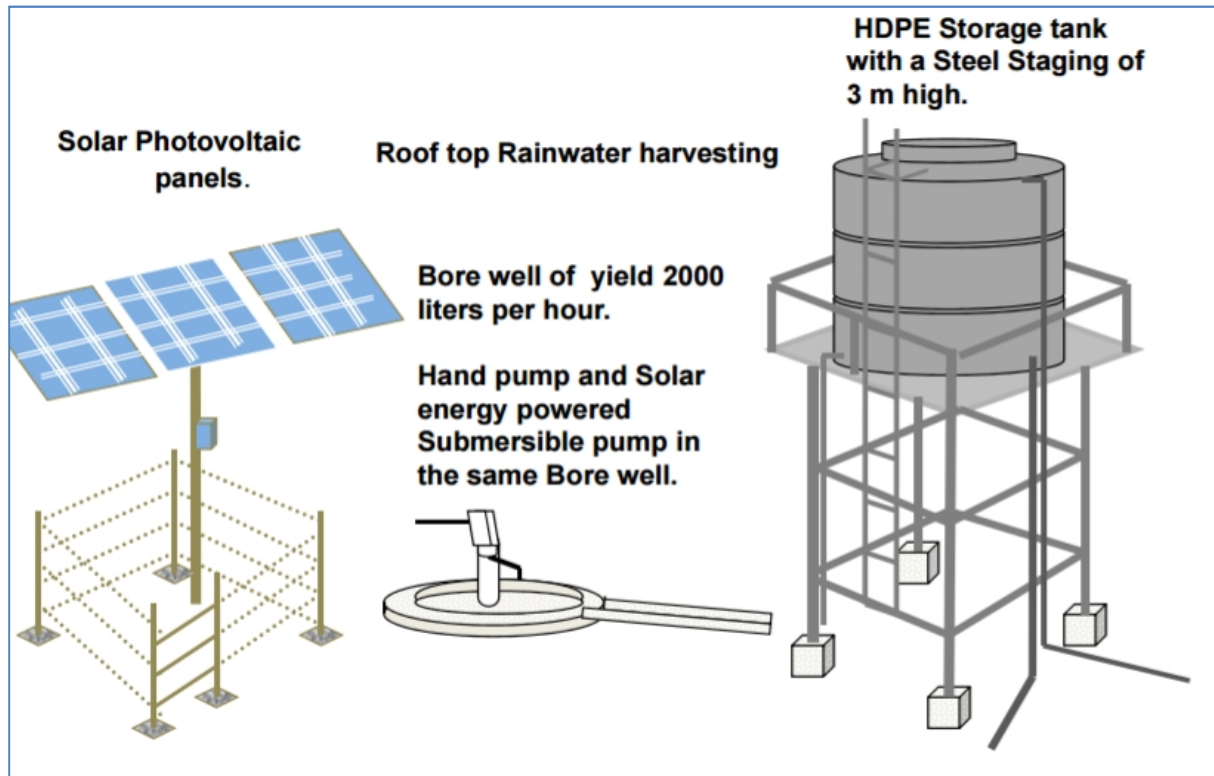 Solar Photovoltaic
panels.
Roof top Rainwater harvesting
Bore well of yield 2000
liters per hour.
Hand pump and Solar
energy powered
Submersible pump in
the same Bore well.
HDPE Storage tank
with a Steel Staging of
3 m high.